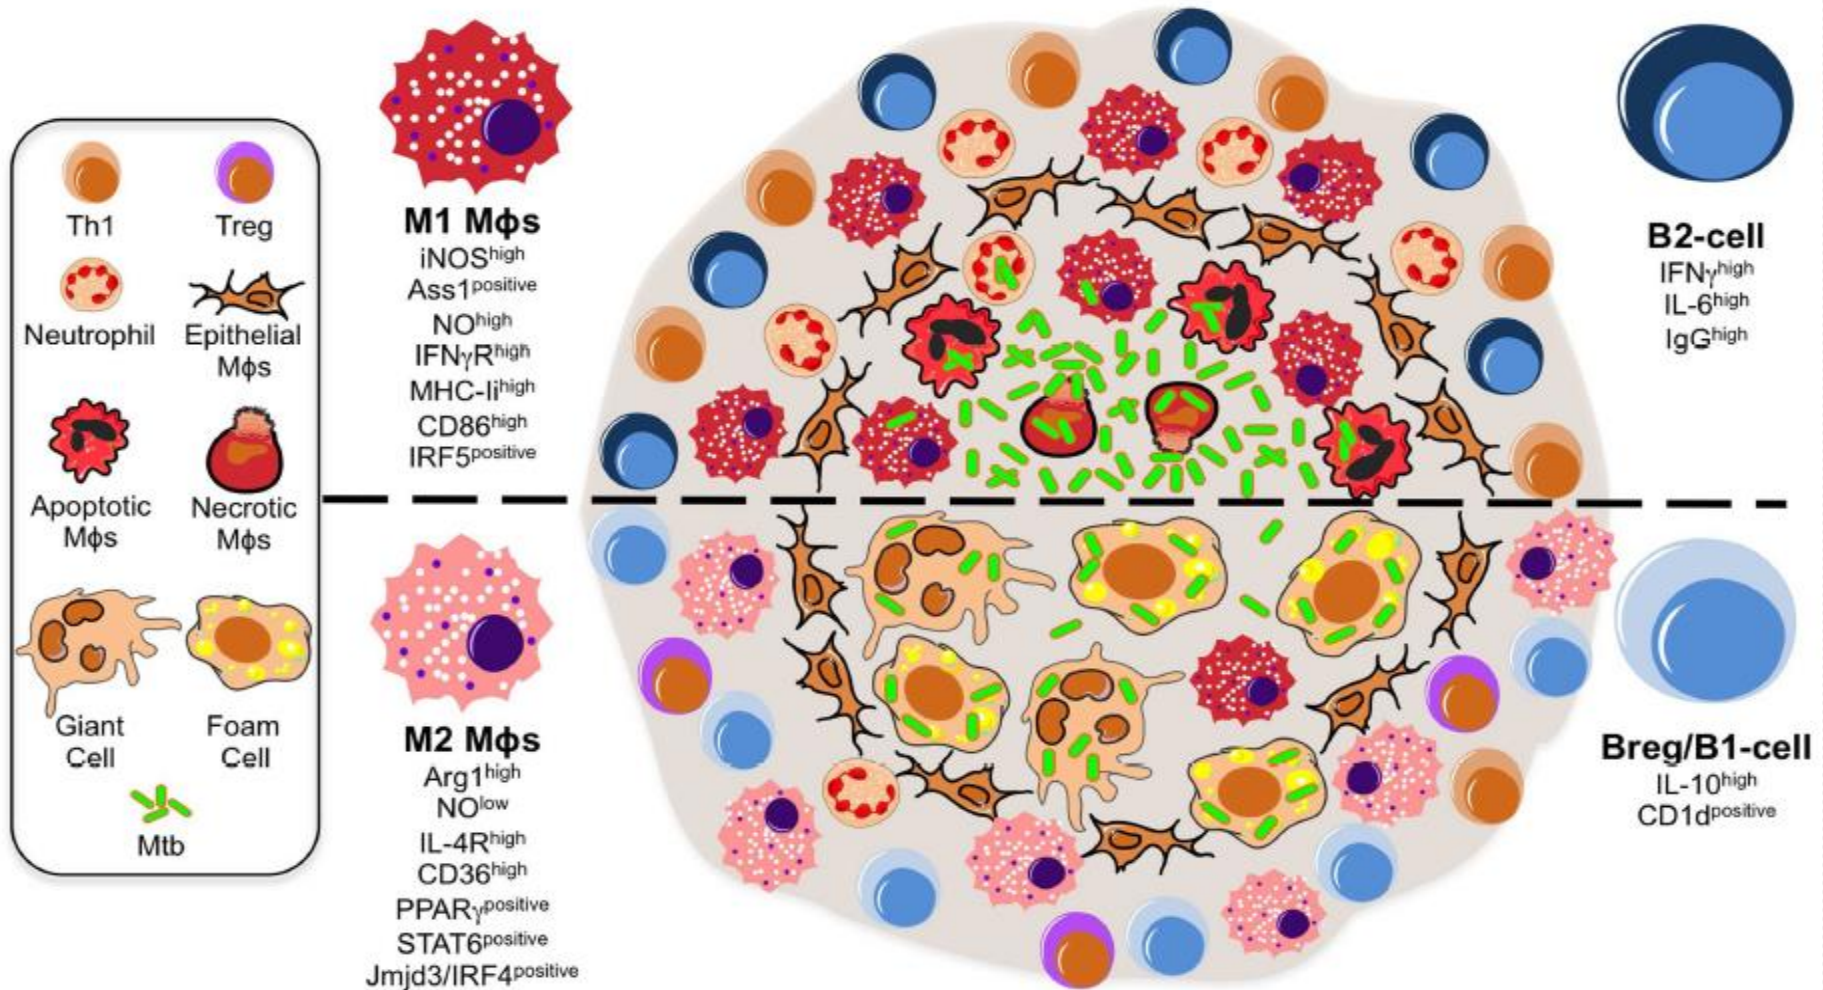 Th1
Treg
Neutrophil
Epithelial
Mϕs
Apoptotic
Mϕs
Necrotic
Mϕs
Giant
Cell
Foam
Cell
Mtb
M1 Mϕs
iNOShigh
Ass1positive
NOhigh
IFNγRhigh
MHC-Iihigh
CD86high
IRF5positive
M2 Mϕs
Arg1high
NOlow
IL-4Rhigh
CD36high
PPARγpositive
STAT6positive
Jmjd3/IRF4positive
B2-cell
IFNγhigh
IL-6high
IgGhigh
Breg/B1-cell
IL-10high
CD1dpositive